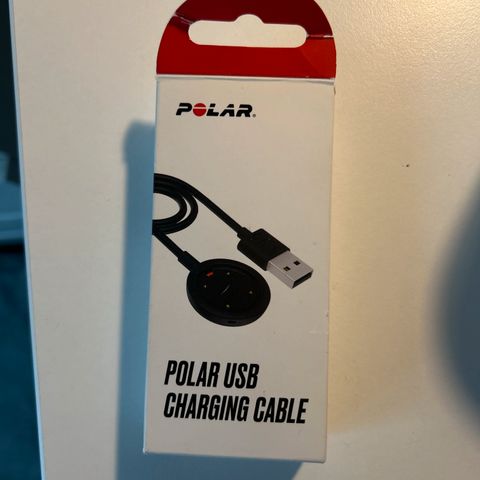 POLAR®
POLAR USB
CHARGING CABLE